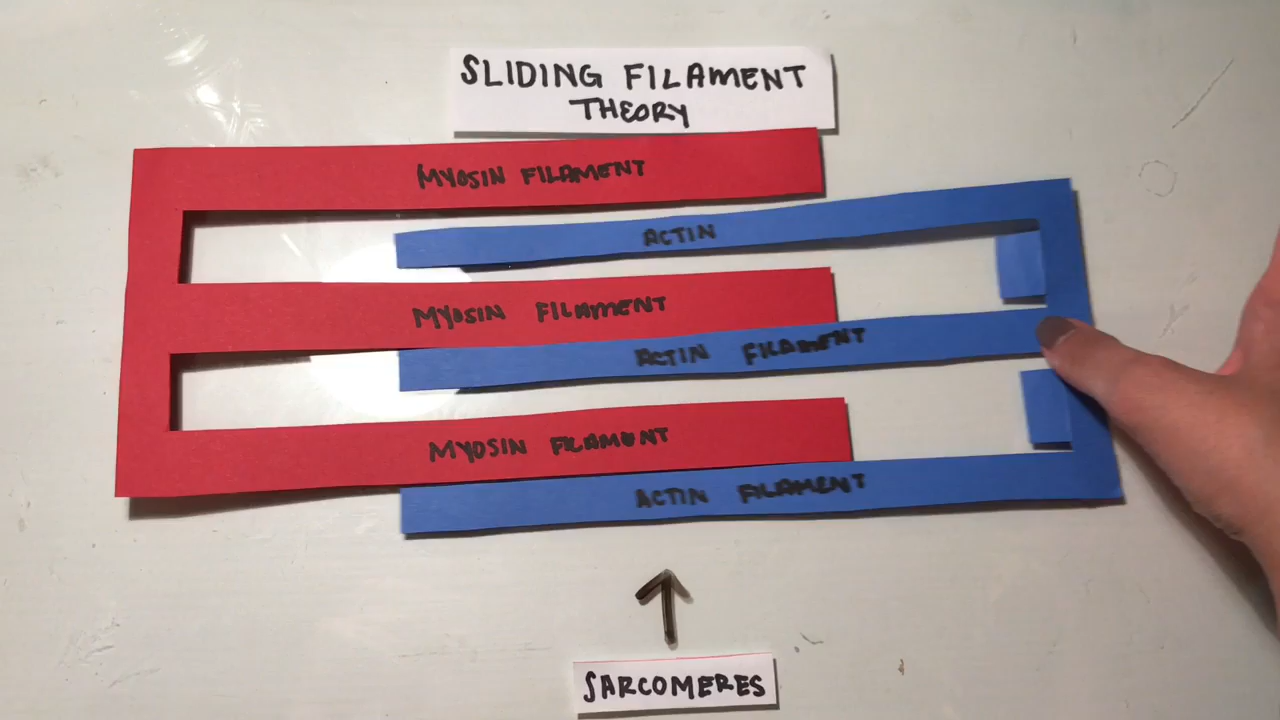 SLIDING FILAMENT
THEORY
MYOSIN FILAMENT
ACTIN
MYOSIN FILAMENT
ACTIN FILAMENT
MYOSIN FILAMENT
ACTIN FILAMENT
SARCOMERES